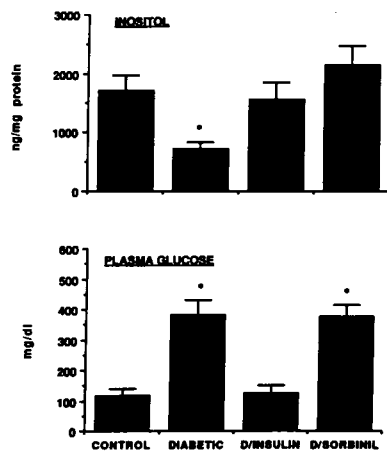 INOSITOL
ng/mg protein
3000
2000
1000
0
*
PLASMA GLUCOSE
mg/dl
600
500
400
300
200
100
0
*
*
CONTROL DIABETIC D/INSULIN D/SORBINIL